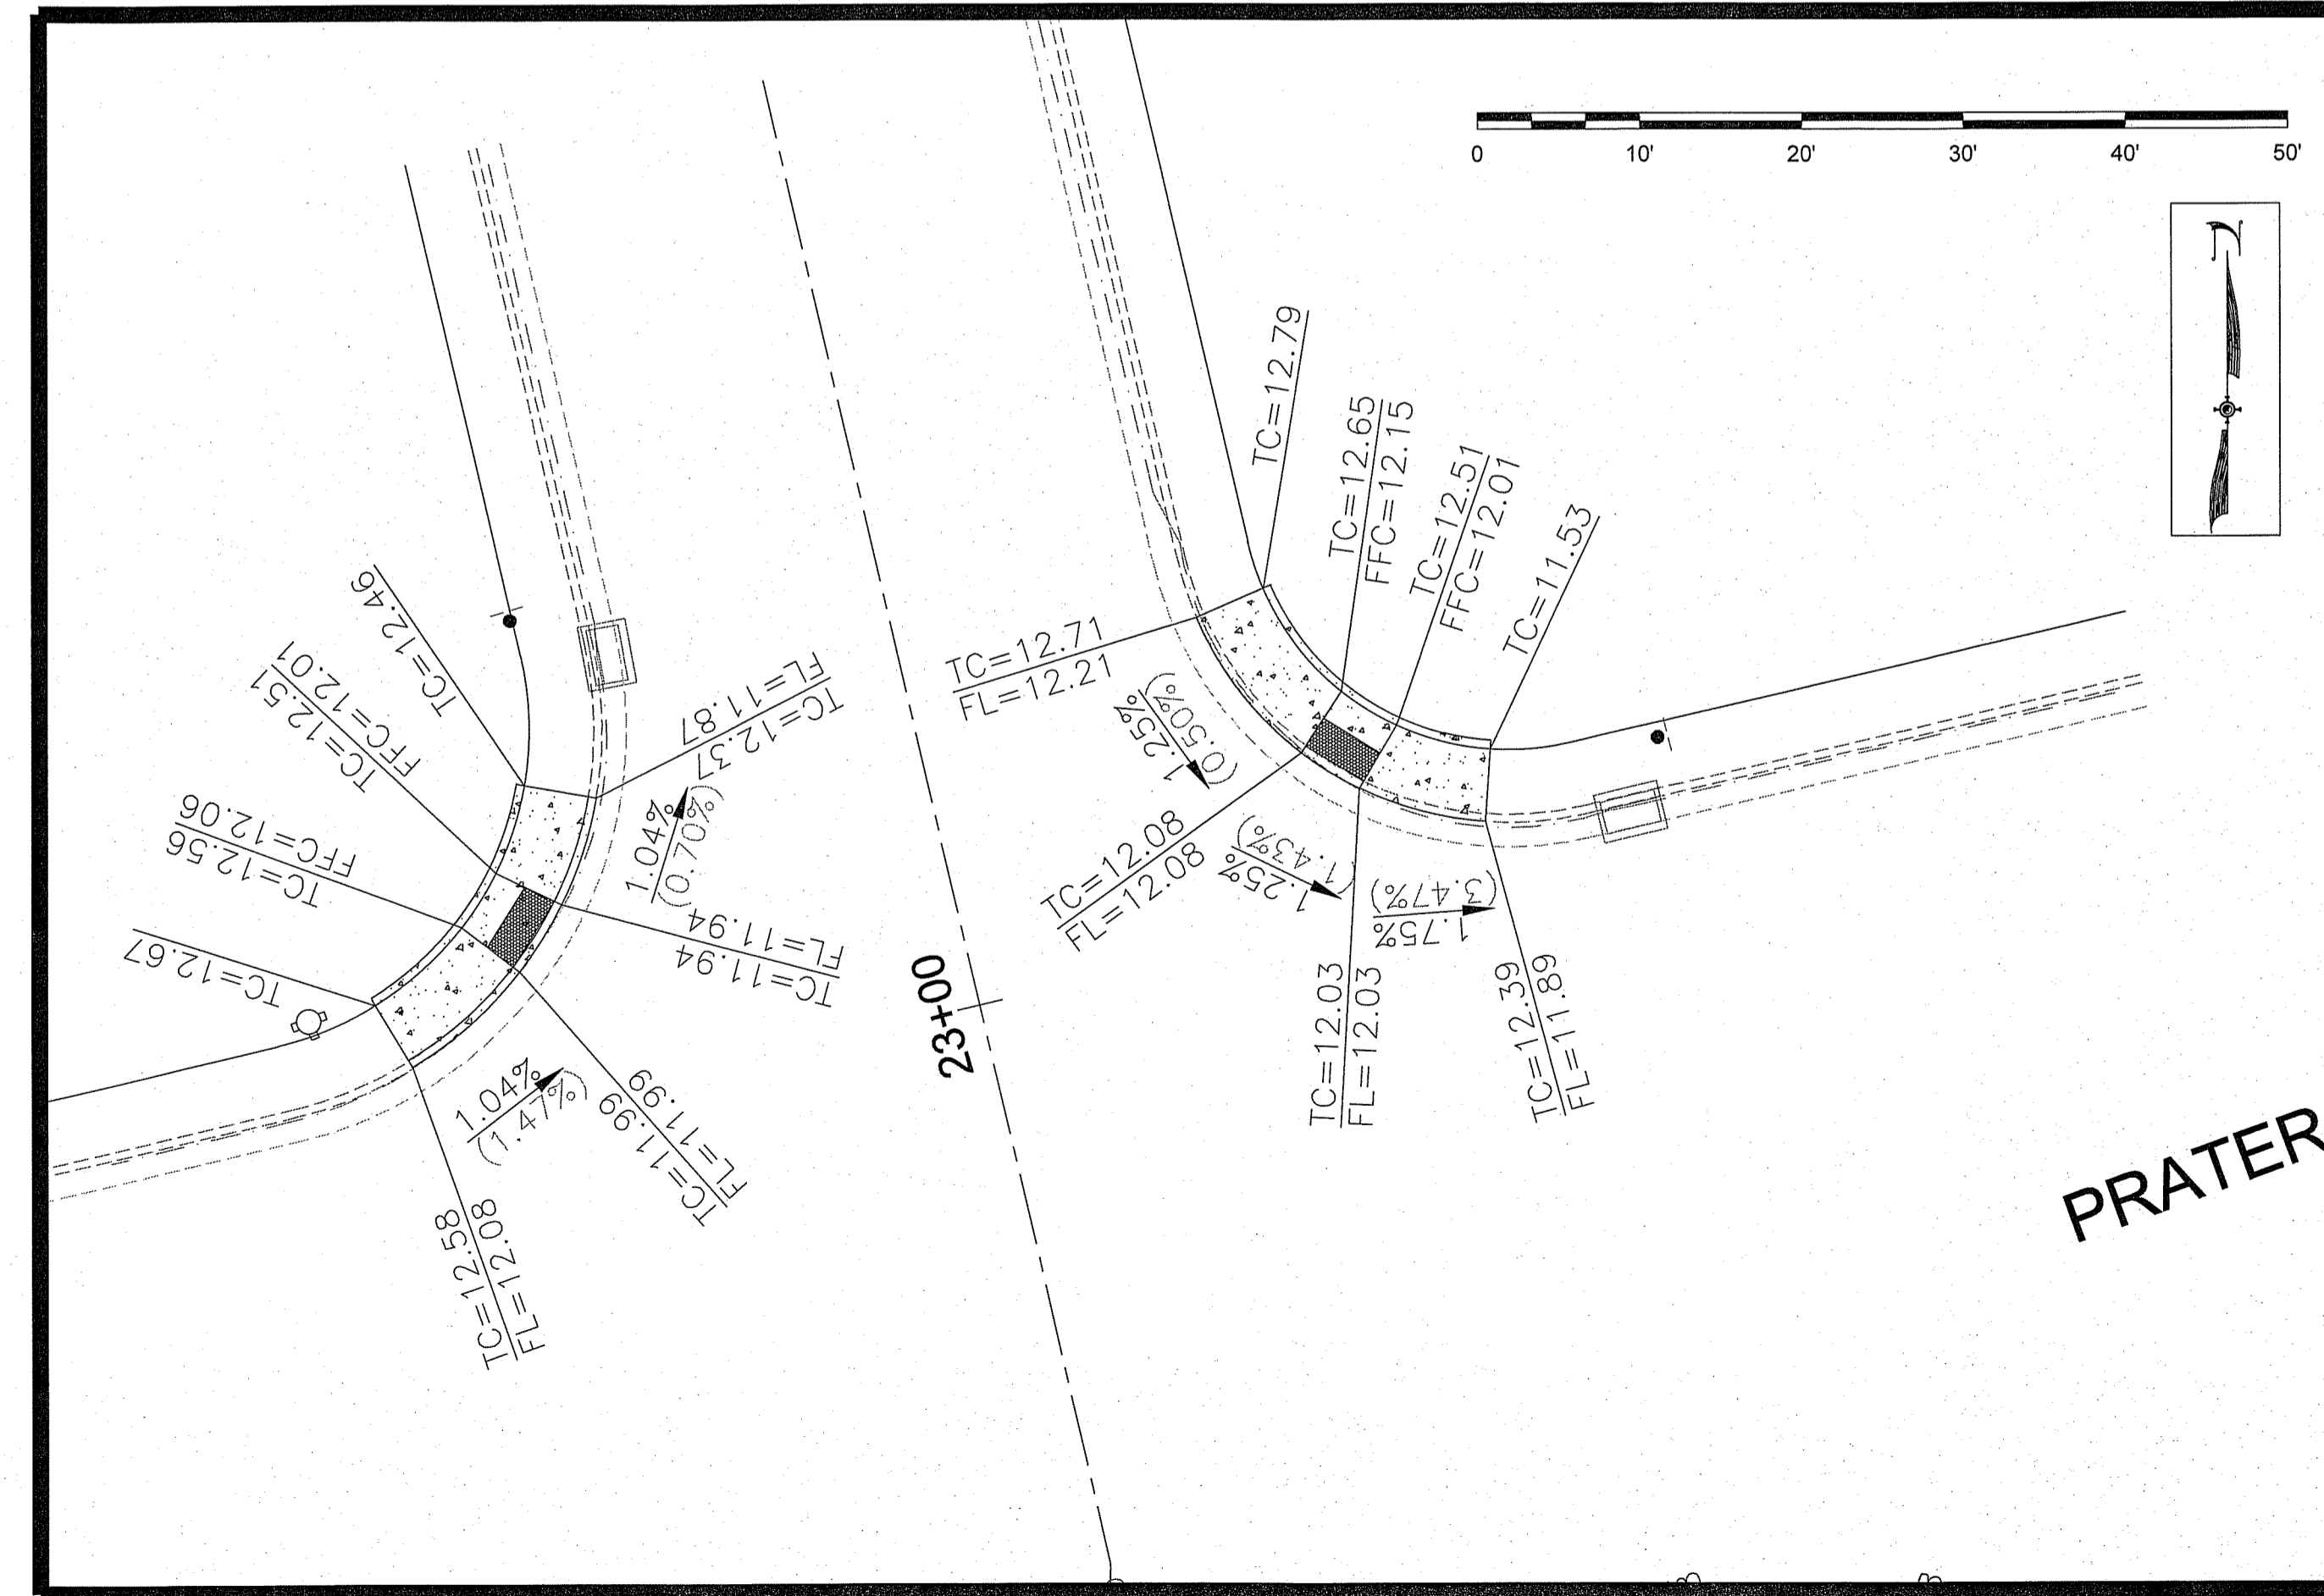 0 10' 20' 30' 40' 50'
TC=12.79
TC=12.65
FFC=12.15
TC=12.51
FFC=12.01
TC=11.53
TC=12.71
FL=12.21
1.25%
(0.50%)
TC=12.08
FL=12.08
1.25%
(1.43%)
1.75%
(3.47%)
TC=12.03
FL=12.03
TC=12.39
FL=11.89
TC=12.46
TC=12.51
FFC=12.01
TC=12.56
FFC=12.06
TC=12.67
TC=12.37
FL=11.87
1.04%
(0.70%)
TC=11.94
FL=11.94
1.04%
(1.47%)
TC=11.99
FL=11.99
TC=12.58
FL=12.08
23+00
PRATER